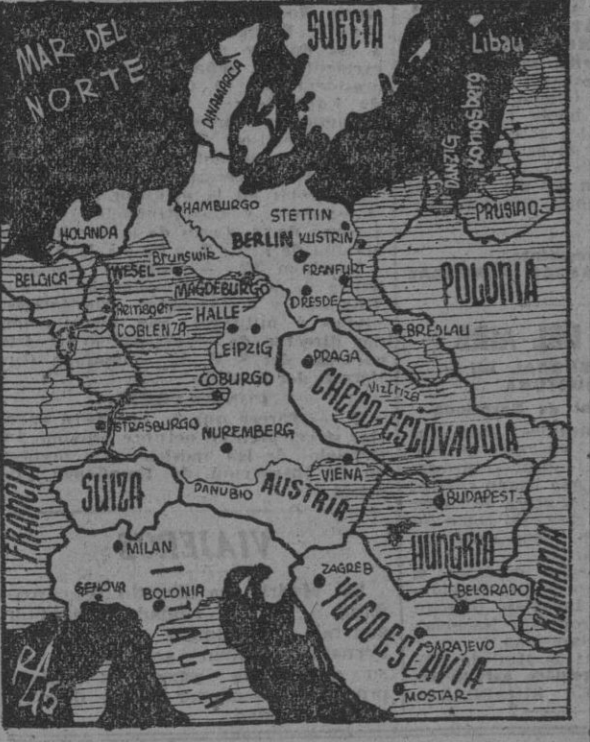 MAR DEL
NORTE
SUECIA
Libau
DINAMARCA
Konigsberg
DANZIG
PRUSIA O
HAMBURGO
STETTIN
HOLANDA
BERLIN
KUSTRIN
Brunswik
WESEL
FRANFURT
BELGICA
MAGDEBURGO
POLONIA
DRESDE
Remagen
HALLE
COBLENZA
BRESLAU
LEIPZIG
PRAGA
COBURGO
CHECO-ESLOVAQUIA
STRASBURGO
NUREMBERG
VIENA
FRANCIA
SUIZA
DANUBIO
AUSTRIA
BUDAPEST
HUNGRIA
RUMANIA
MILAN
ZAGREB
GENOVA
BOLONIA
ITALIA
BELGRADO
YUGOESLAVIA
SARAJEVO
MOSTAR
RA
45